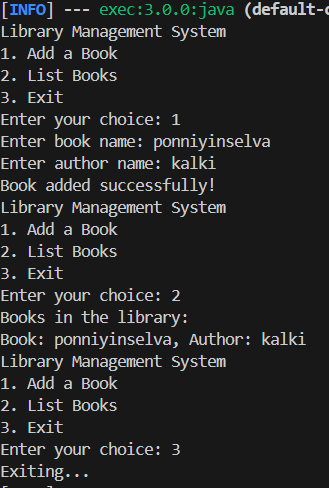 [INFO] --- exec:3.0.0:java (default-c
Library Management System
1. Add a Book
2. List Books
3. Exit
Enter your choice: 1
Enter book name: ponniyinselva
Enter author name: kalki
Book added successfully!
Library Management System
1. Add a Book
2. List Books
3. Exit
Enter your choice: 2
Books in the library:
Book: ponniyinselva, Author: kalki
Library Management System
1. Add a Book
2. List Books
3. Exit
Enter your choice: 3
Exiting...